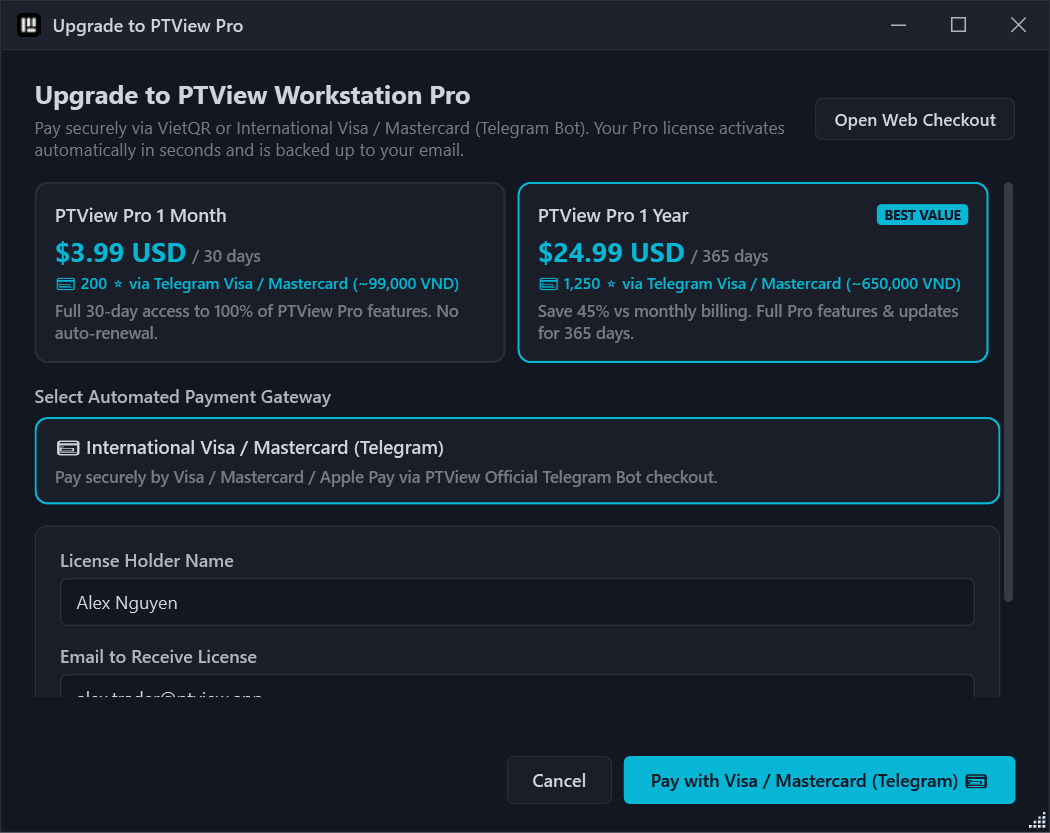 Upgrade to PTView Pro
Upgrade to PTView Workstation Pro
Pay securely via VietQR or International Visa / Mastercard (Telegram Bot). Your Pro license activates
automatically in seconds and is backed up to your email.
Open Web Checkout
PTView Pro 1 Month
$3.99 USD / 30 days
200 ⭐ via Telegram Visa / Mastercard (~99,000 VND)
Full 30-day access to 100% of PTView Pro features. No
auto-renewal.
PTView Pro 1 Year
BEST VALUE
$24.99 USD / 365 days
1,250 ⭐ via Telegram Visa / Mastercard (~650,000 VND)
Save 45% vs monthly billing. Full Pro features & updates
for 365 days.
Select Automated Payment Gateway
International Visa / Mastercard (Telegram)
Pay securely by Visa / Mastercard / Apple Pay via PTView Official Telegram Bot checkout.
License Holder Name
Alex Nguyen
Email to Receive License
Cancel
Pay with Visa / Mastercard (Telegram)